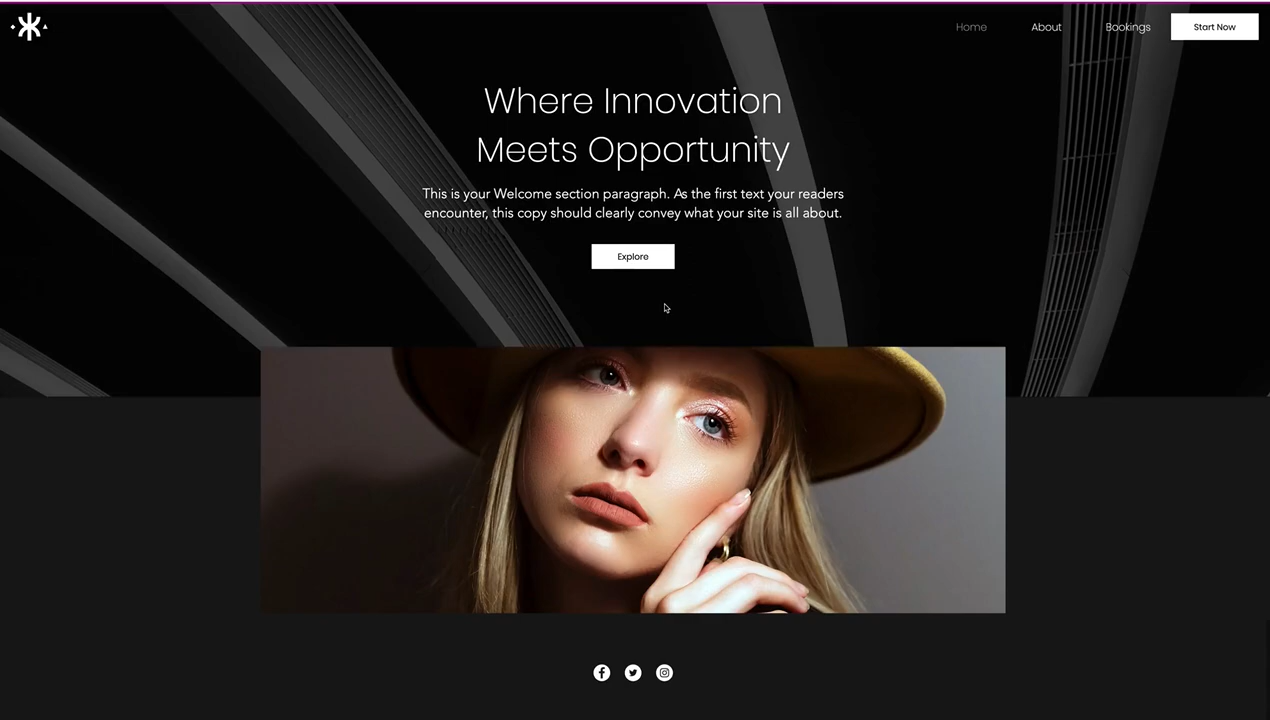 Home
About
Bookings
Start Now
Where Innovation
Meets Opportunity
This is your Welcome section paragraph. As the first text your readers
encounter, this copy should clearly convey what your site is all about.
Explore